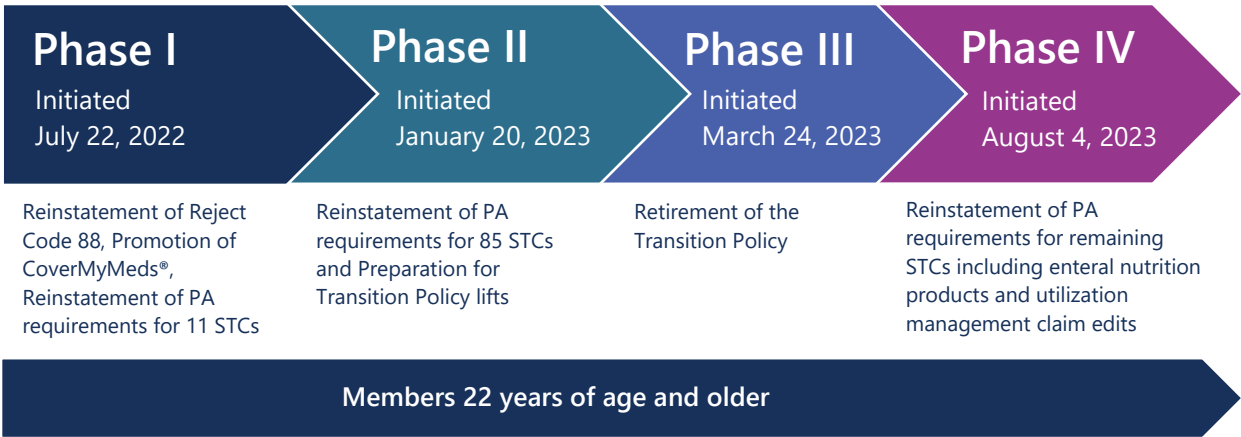 Phase I
Initiated
July 22, 2022
Reinstatement of Reject
Code 88, Promotion of
CoverMyMeds®,
Reinstatement of PA
requirements for 11 STCs
Phase II
Initiated
January 20, 2023
Reinstatement of PA
requirements for 85 STCs
and Preparation for
Transition Policy lifts
Phase III
Initiated
March 24, 2023
Retirement of the
Transition Policy
Phase IV
Initiated
August 4, 2023
Reinstatement of PA
requirements for remaining
STCs including enteral nutrition
products and utilization
management claim edits
Members 22 years of age and older